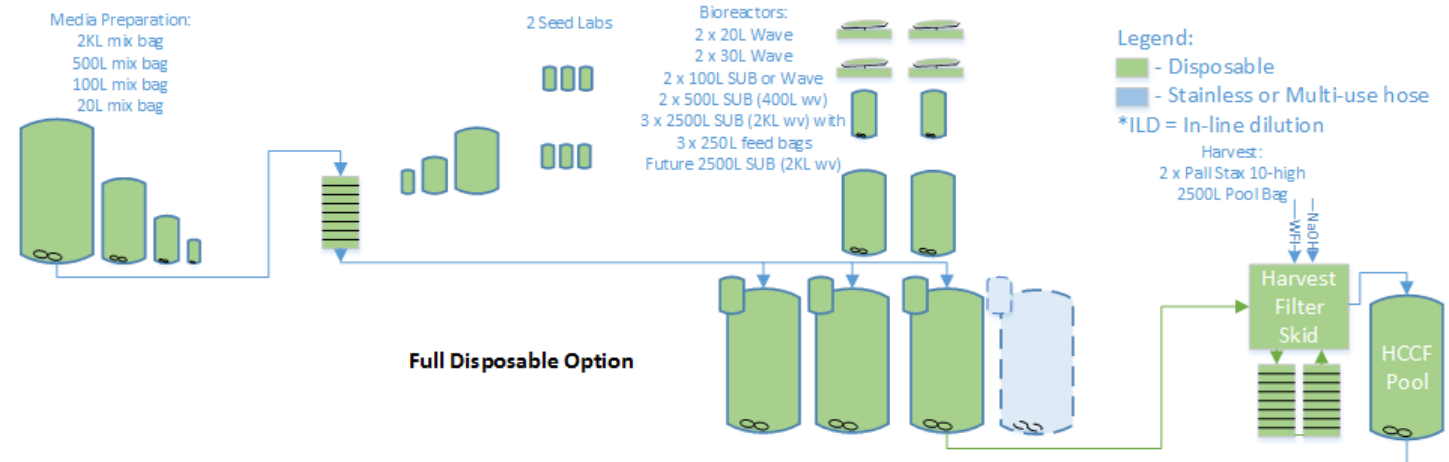 Media Preparation:
2KL mix bag
500L mix bag
100L mix bag
20L mix bag
2 Seed Labs
Bioreactors:
2 x 20L Wave
2 x 30L Wave
2 x 100L SUB or Wave
2 x 500L SUB (400L wv)
3 x 2500L SUB (2KL wv) with
3 x 250L feed bags
Future 2500L SUB (2KL wv)
Legend:
- Disposable
- Stainless or Multi-use hose
*ILD = In-line dilution
Harvest:
2 x Pall Stax 10-high
2500L Pool Bag
WFI
NaOH
Harvest
Filter
Skid
HCCF
Pool
Full Disposable Option